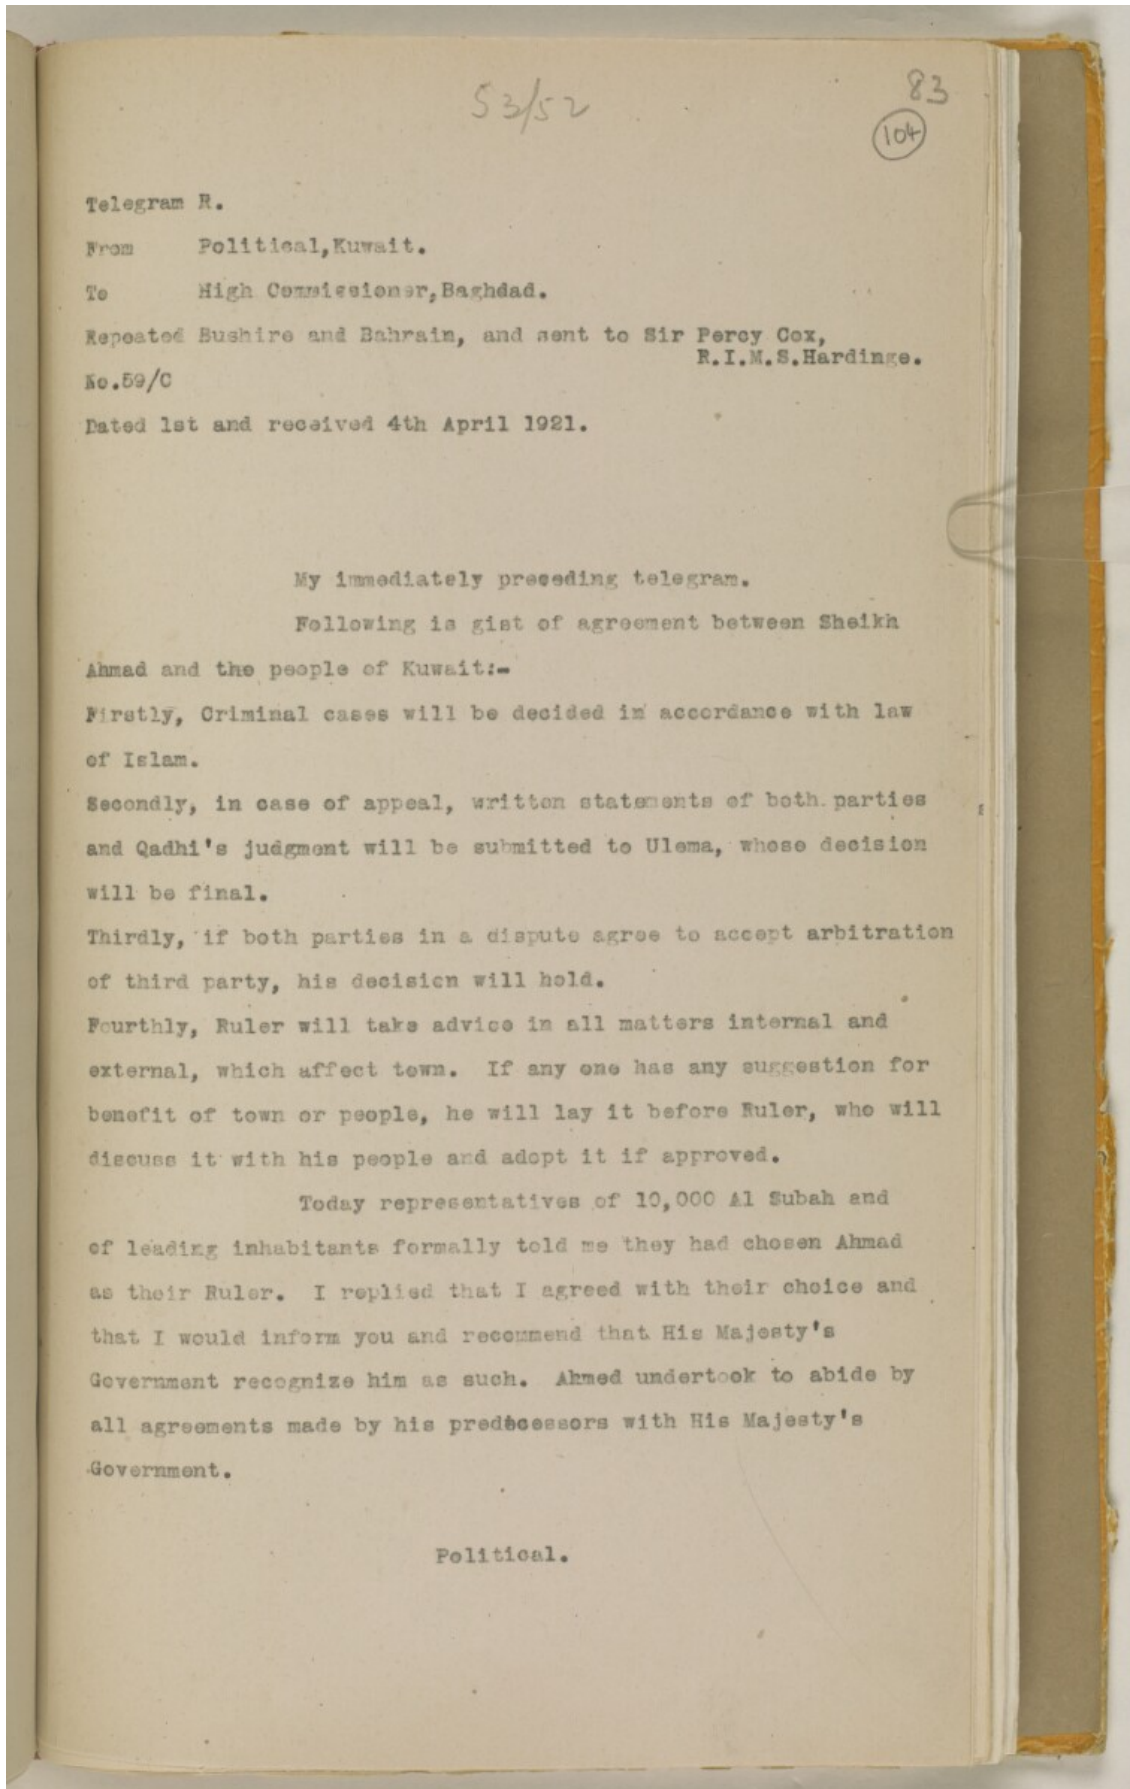 53/52
83
104
Telegram R.
From Political,Kuwait.
To High Commissioner,Baghdad.
Repeated Bushire and Bahrain, and sent to Sir Percy Cox,
R.I.M.S.Hardinge.
No.59/C
Dated 1st and received 4th April 1921.
My immediately preceding telegram.
Following is gist of agreement between Sheikh
Ahmad and the people of Kuwait:-
Firstly, Criminal cases will be decided in accordance with law
of Islam.
Secondly, in case of appeal, written statements of both parties
and Qadhi's judgment will be submitted to Ulema, whose decision
will be final.
Thirdly, if both parties in a dispute agree to accept arbitration
of third party, his decision will hold.
Fourthly, Ruler will take advice in all matters internal and
external, which affect town. If any one has any suggestion for
benefit of town or people, he will lay it before Ruler, who will
discuss it with his people and adopt it if approved.
Today representatives of 10,000 Al Subah and
of leading inhabitants formally told me they had chosen Ahmad
as their Ruler. I replied that I agreed with their choice and
that I would inform you and recommend that His Majesty's
Government recognize him as such. Ahmed undertook to abide by
all agreements made by his predecessors with His Majesty's
Government.
Political.